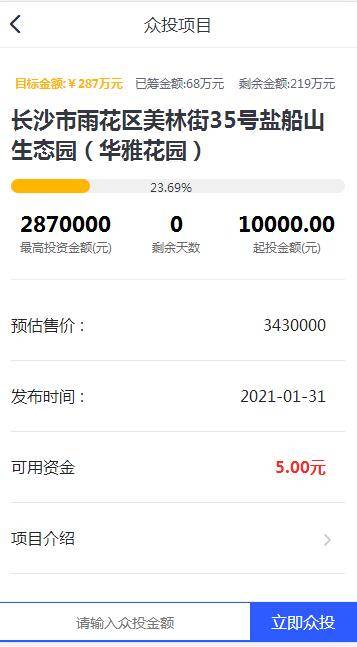 众投项目
目标金额:￥287万元 已筹金额:68万元 剩余金额:219万元
长沙市雨花区美林街35号盐船山
生态园（华雅花园）
23.69%
2870000 0 10000.00
最高投资金额(元) 剩余天数 起投金额(元)
预估售价： 3430000
发布时间： 2021-01-31
可用资金 5.00元
项目介绍
请输入众投金额 立即众投